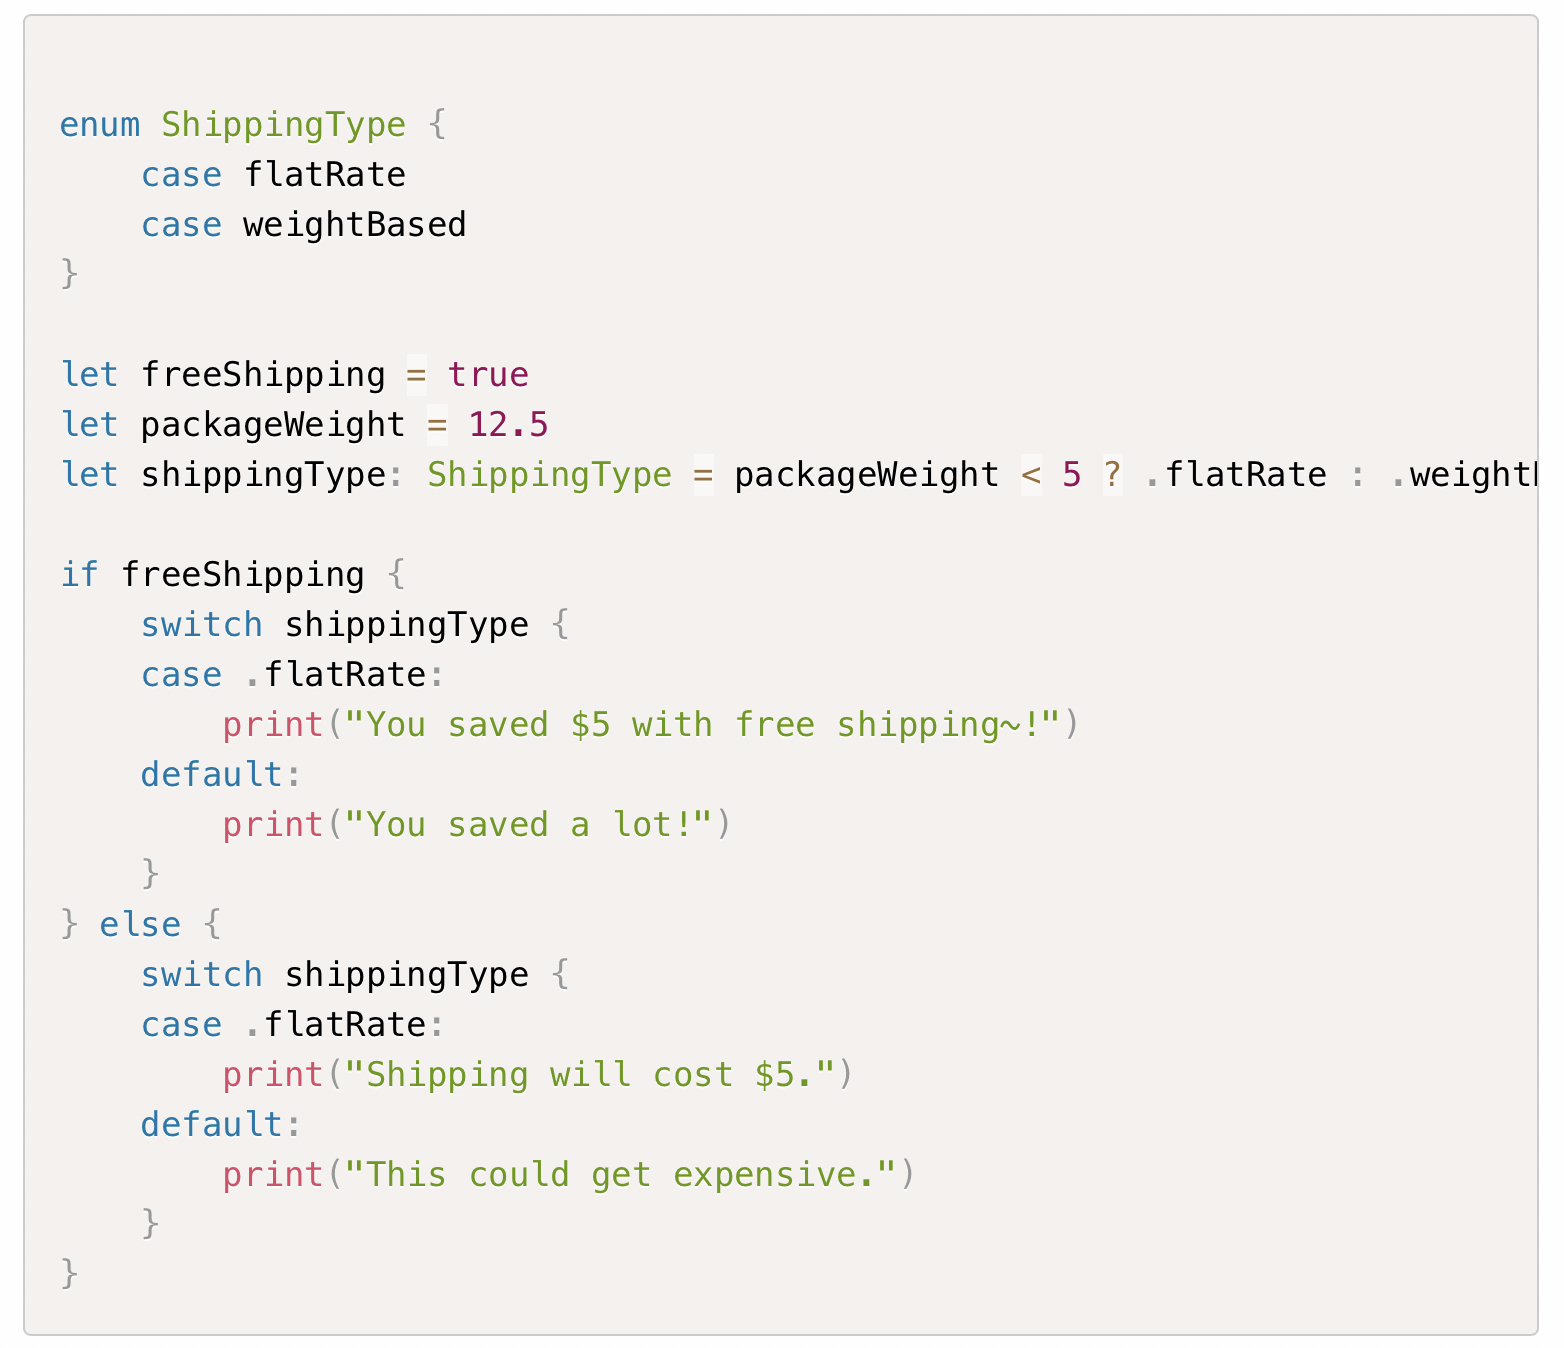 enum ShippingType {
    case flatRate
    case weightBased
}

let freeShipping = true
let packageWeight = 12.5
let shippingType: ShippingType = packageWeight < 5 ? .flatRate : .weight

if freeShipping {
    switch shippingType {
    case .flatRate:
        print("You saved $5 with free shipping~!")
    default:
        print("You saved a lot!")
    }
} else {
    switch shippingType {
    case .flatRate:
        print("Shipping will cost $5.")
    default:
        print("This could get expensive.")
    }
}